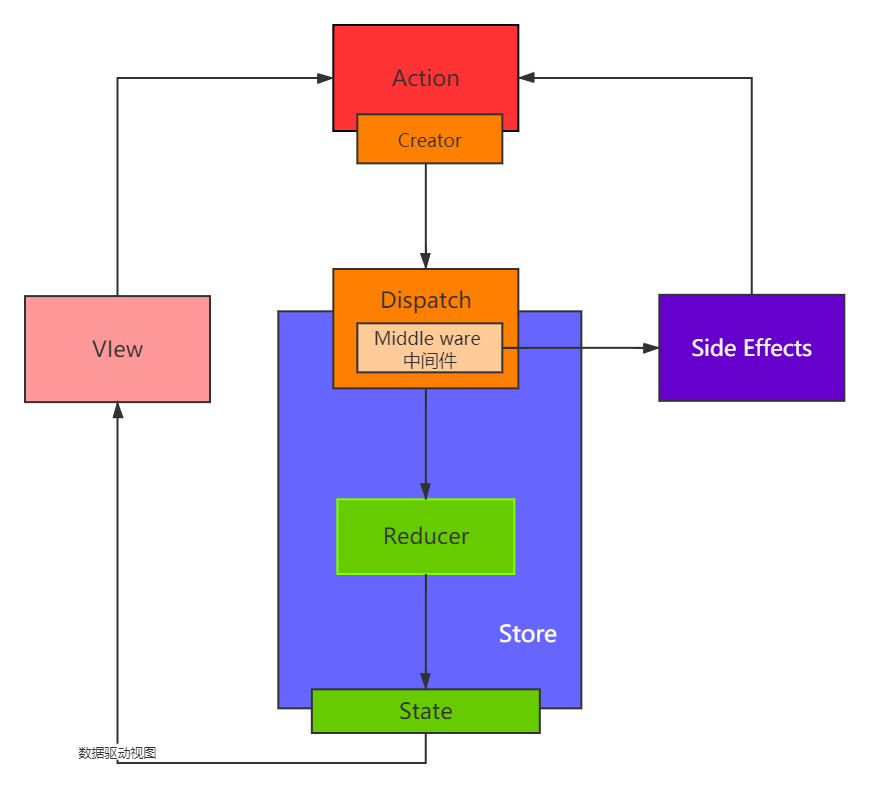 Action
Creator
Dispatch
Middle ware
中间件
VIew
Side Effects
Reducer
Store
State
数据驱动视图